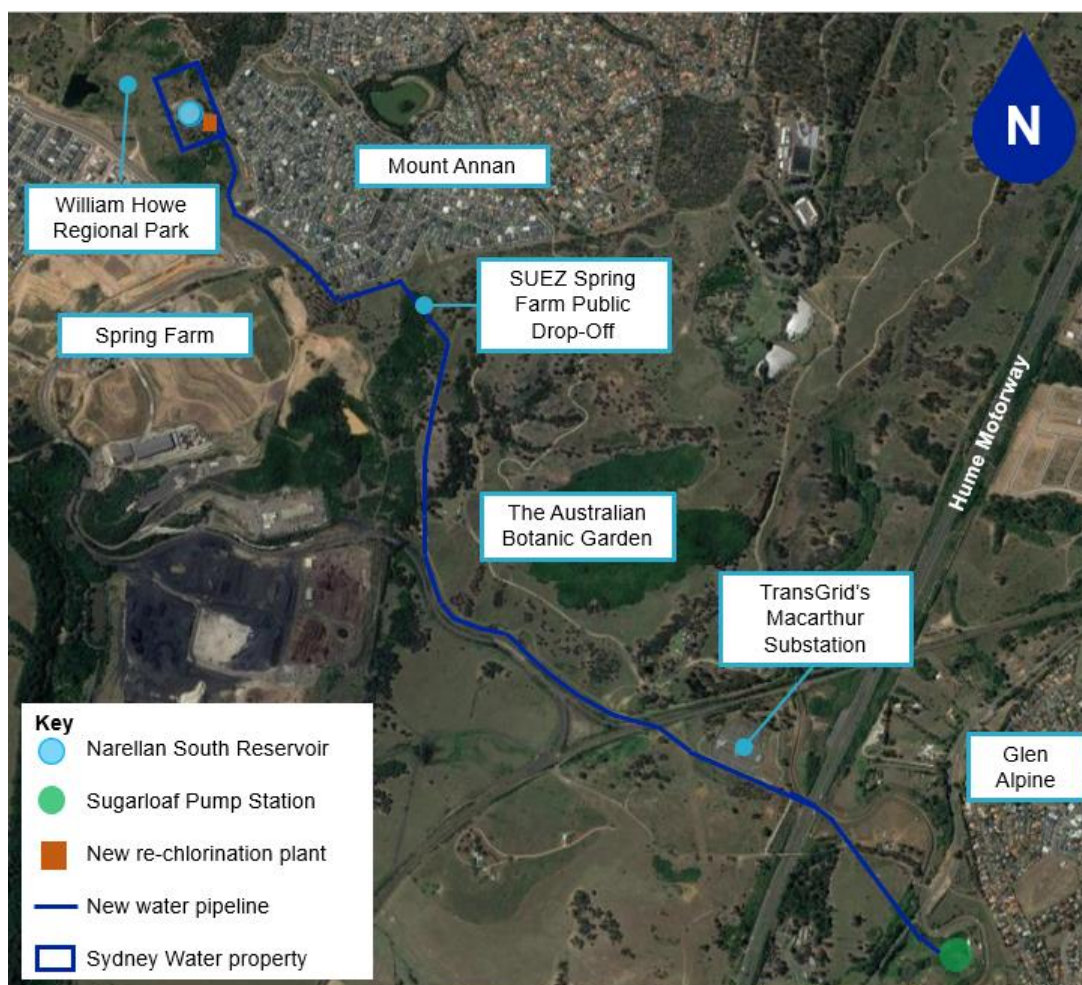 N
Mount Annan
William Howe
Regional Park
SUEZ Spring
Farm Public
Drop-Off
Spring Farm
Hume Motorway
The Australian
Botanic Garden
TransGrid's
Macarthur
Substation
Glen
Alpine
Key
Narellan South Reservoir
Sugarloaf Pump Station
New re-chlorination plant
New water pipeline
Sydney Water property